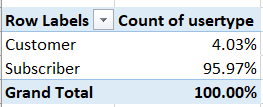 Row Labels Count of usertype
Customer 4.03%
Subscriber 95.97%
Grand Total 100.00%